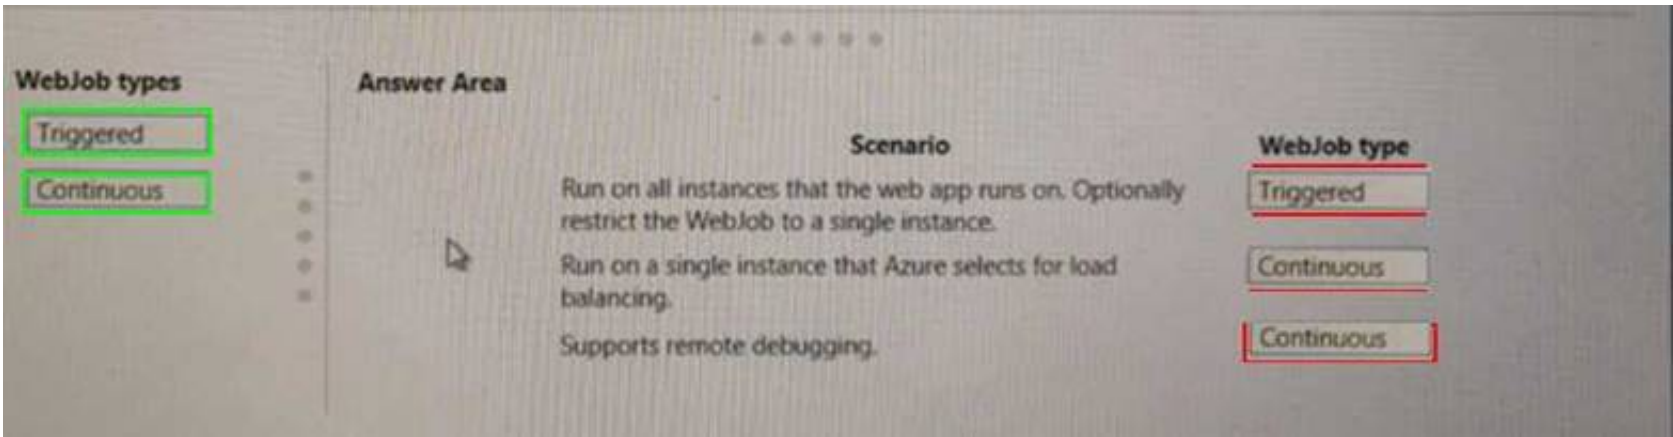 WebJob types
Triggered
Continuous
Answer Area
Scenario
WebJob type
Run on all instances that the web app runs on. Optionally
restrict the WebJob to a single instance.
Triggered
Run on a single instance that Azure selects for load
balancing.
Continuous
Supports remote debugging.
Continuous